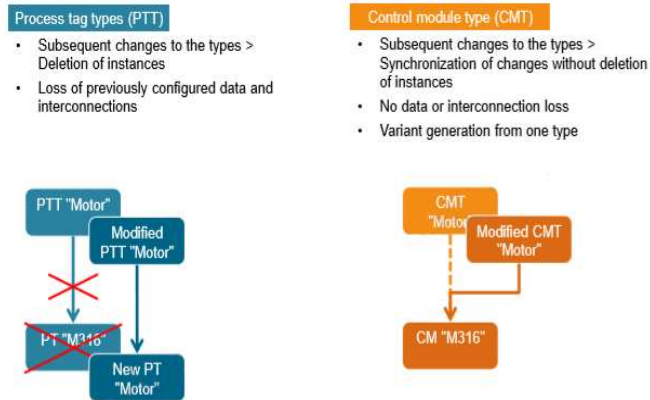 Process tag types (PTT)
• Subsequent changes to the types >
Deletion of instances
• Loss of previously configured data and
interconnections
PTT "Motor"
Modified
PTT "Motor"
PT "M316"
New PT
"Motor"
Control module type (CMT)
• Subsequent changes to the types >
Synchronization of changes without deletion
of instances
• No data or interconnection loss
• Variant generation from one type
CMT
"Motor"
Modified CMT
"Motor"
CM "M316"